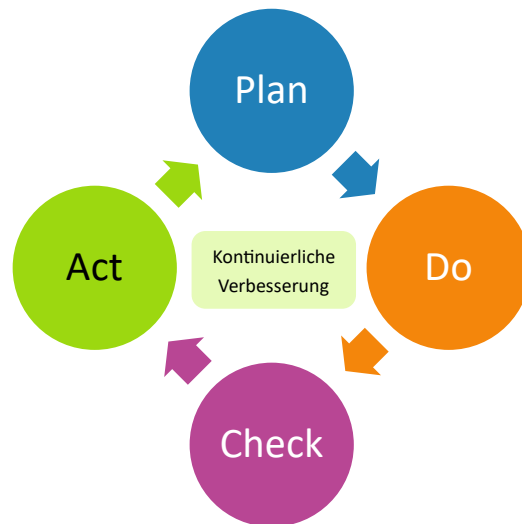 Plan
Do
Check
Act
Kontinuierliche
Verbesserung